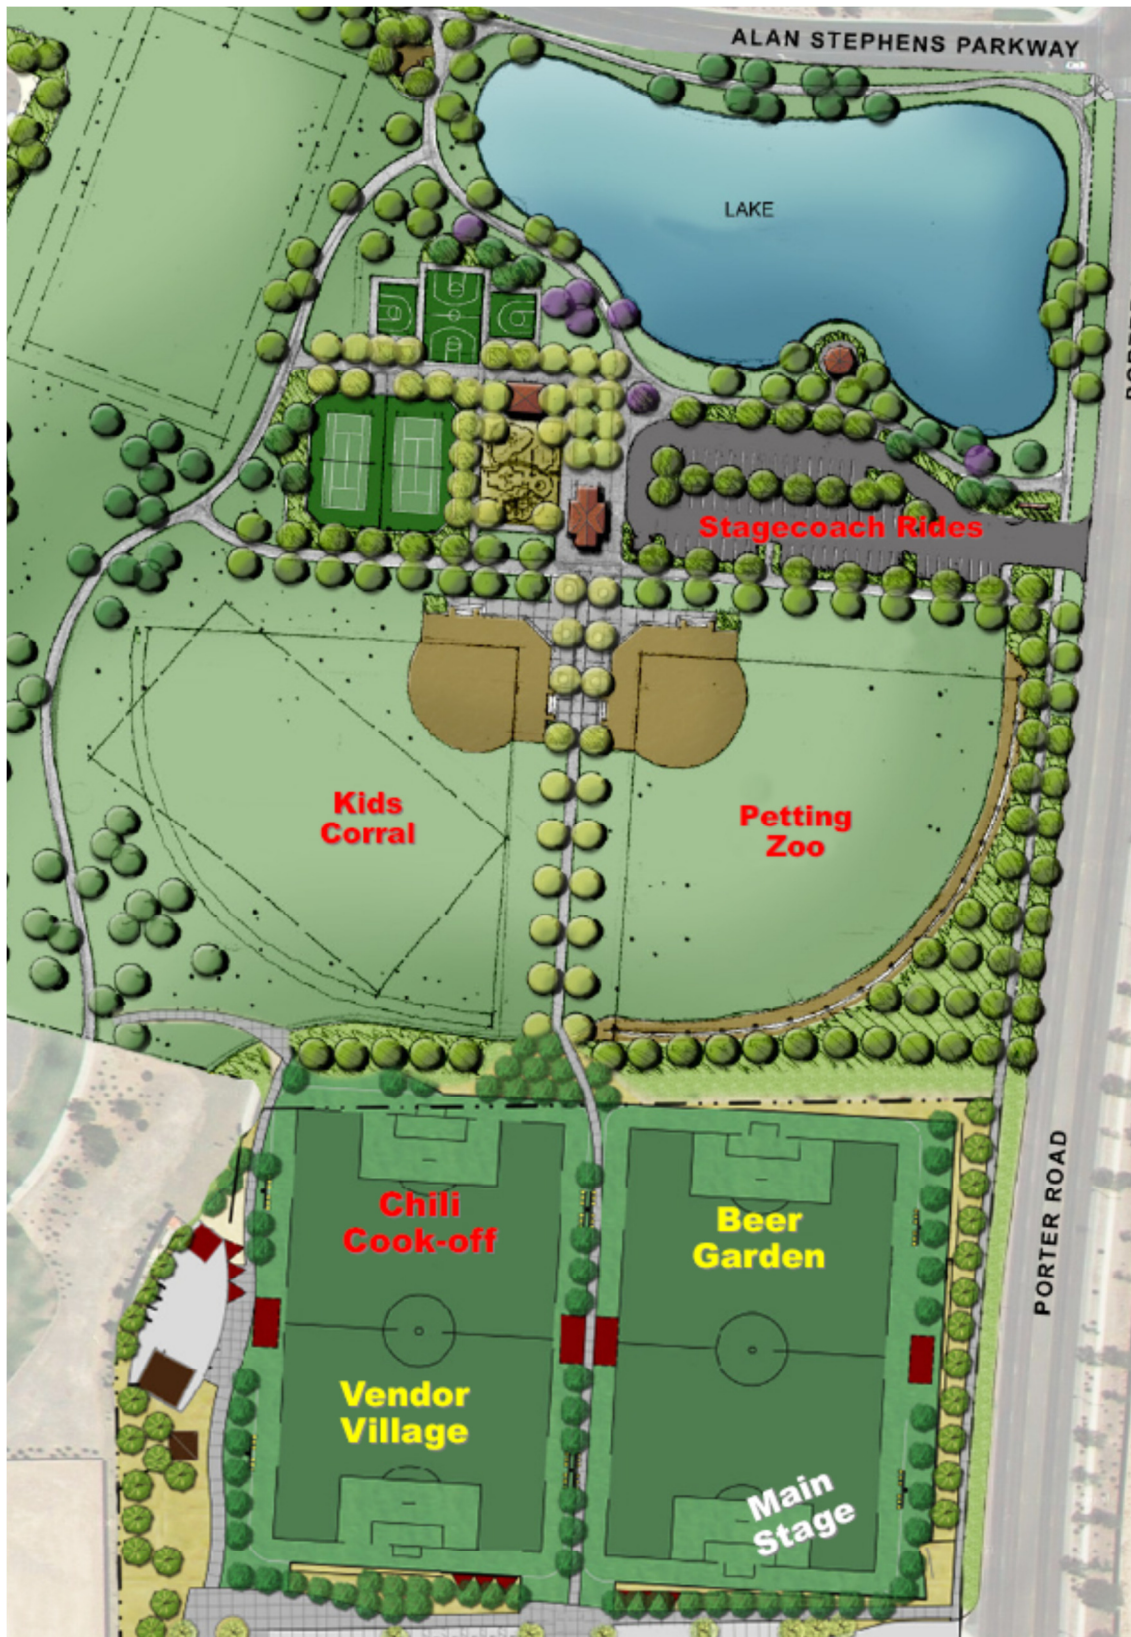 ALAN STEPHENS PARKWAY
LAKE
Stagecoach Rides
Kids
Corral
Petting
Zoo
PORTER ROAD
Chili
Cook-off
Beer
Garden
Vendor
Village
Main
Stage